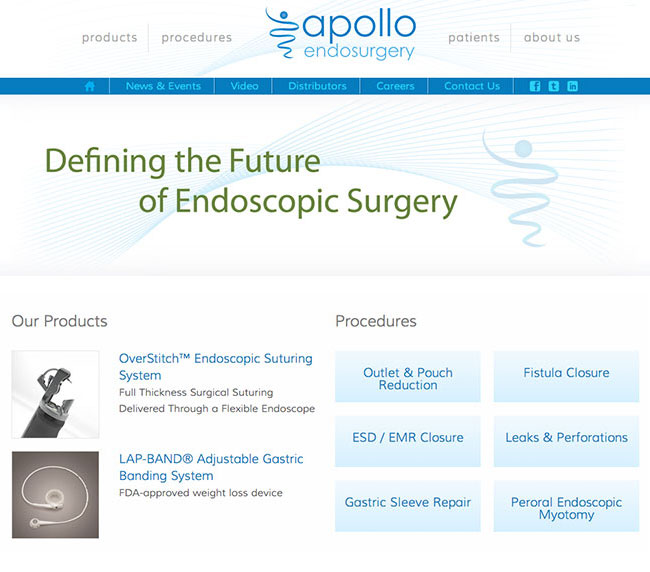 products
procedures
apollo
endosurgery
patients
about us
News & Events
Video
Distributors
Careers
Contact Us
Defining the Future
of Endoscopic Surgery
Our Products
OverStitch™ Endoscopic Suturing
System
Full Thickness Surgical Suturing
Delivered Through a Flexible Endoscope
LAP-BAND® Adjustable Gastric
Banding System
FDA-approved weight loss device
Procedures
Outlet & Pouch
Reduction
Fistula Closure
ESD / EMR Closure
Leaks & Perforations
Gastric Sleeve Repair
Peroral Endoscopic
Myotomy